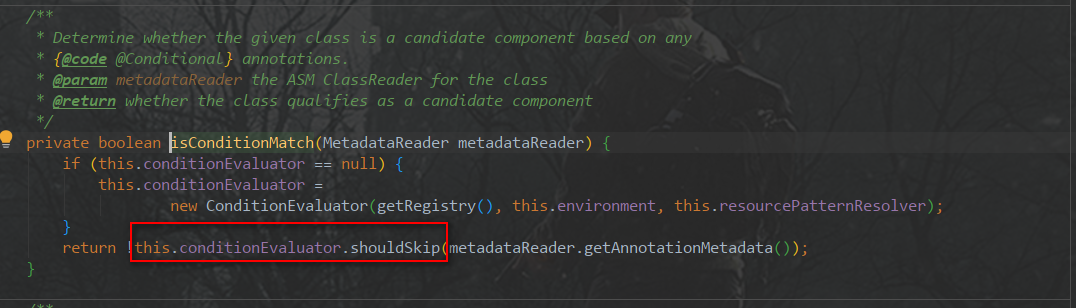 /**
* Determine whether the given class is a candidate component based on any
* {@code @Conditional} annotations.
* @param metadataReader the ASM ClassReader for the class
* @return whether the class qualifies as a candidate component
*/
private boolean isConditionMatch(MetadataReader metadataReader) {
if (this.conditionEvaluator == null) {
this.conditionEvaluator =
new ConditionEvaluator(getRegistry(), this.environment, this.resourcePatternResolver);
}
return !this.conditionEvaluator.shouldSkip(metadataReader.getAnnotationMetadata());
}
/**